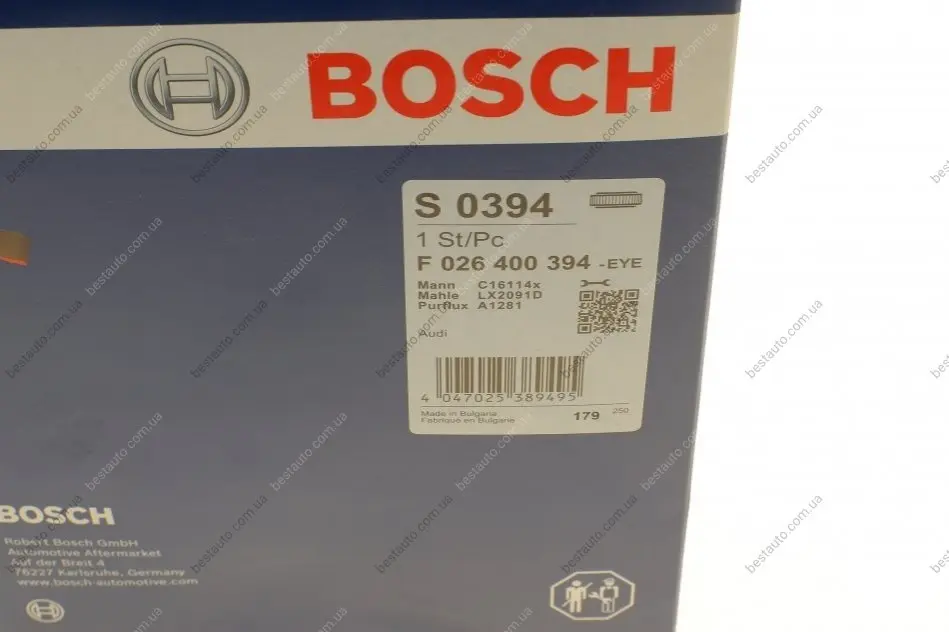 BOSCH
S 0394
1 St/Pc
F 026 400 394 -EYE
Mann C16114x
Mahle LX2091D
Purflux A1281
Audi
4 047025 389495
Made in Bulgaria
Fabriqué en Bulgarie
179 250
BOSCH
Robert Bosch GmbH
Automotive Aftermarket
Auf der Breit 4
76227 Karlsruhe, Germany
www.bosch-automotive.com
bestauto.com.ua